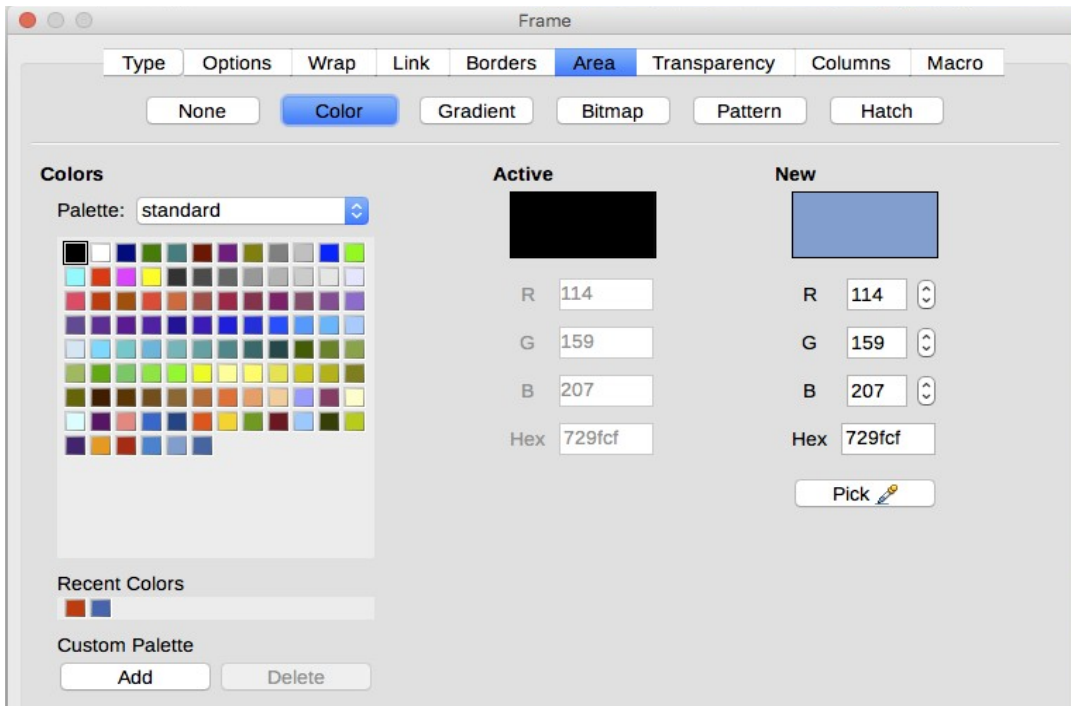 Frame
Type Options Wrap Link Borders Area Transparency Columns Macro
None Color Gradient Bitmap Pattern Hatch
Colors
Palette: standard
Recent Colors
Custom Palette
Add Delete
Active
R 114
G 159
B 207
Hex 729fcf
New
R 114
G 159
B 207
Hex 729fcf
Pick